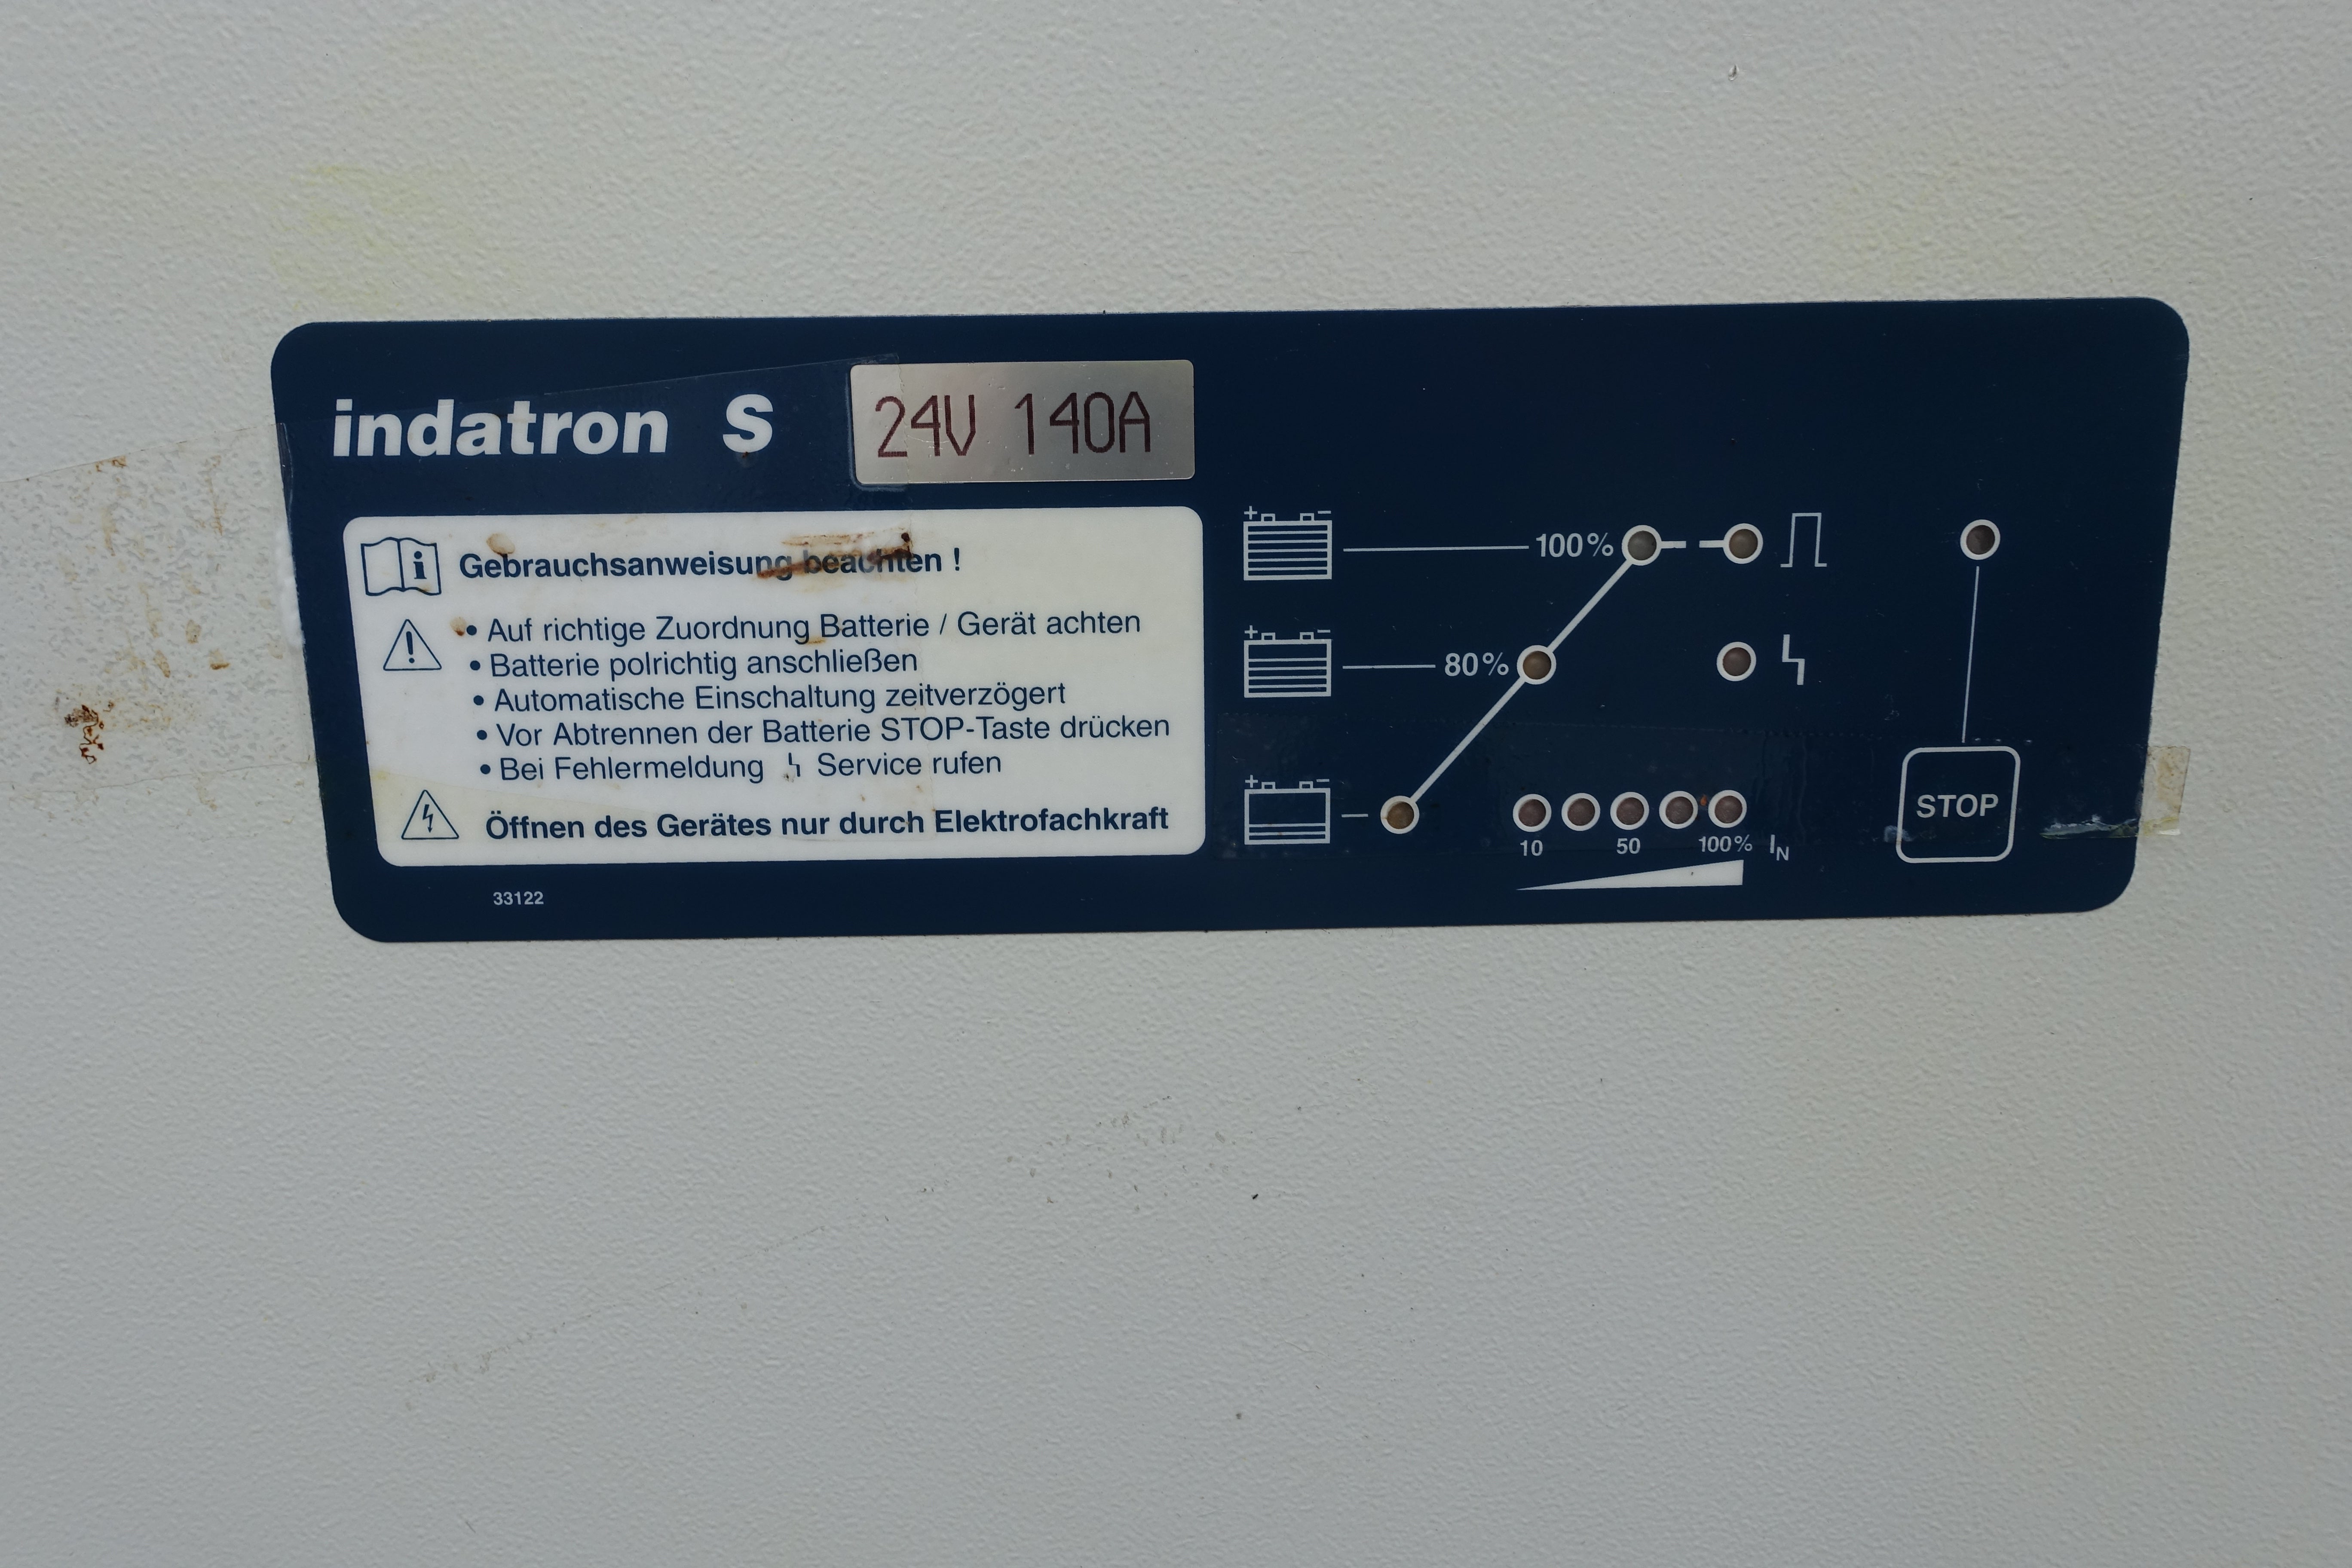 indatron S 24V 140A
Gebrauchsanweisung beachten !
• Auf richtige Zuordnung Batterie / Gerät achten
• Batterie polrichtig anschließen
• Automatische Einschaltung zeitverzögert
• Vor Abtrennen der Batterie STOP-Taste drücken
• Bei Fehlermeldung Service rufen
Öffnen des Gerätes nur durch Elektrofachkraft
33122
100%
80%
10 50 100% IN
STOP